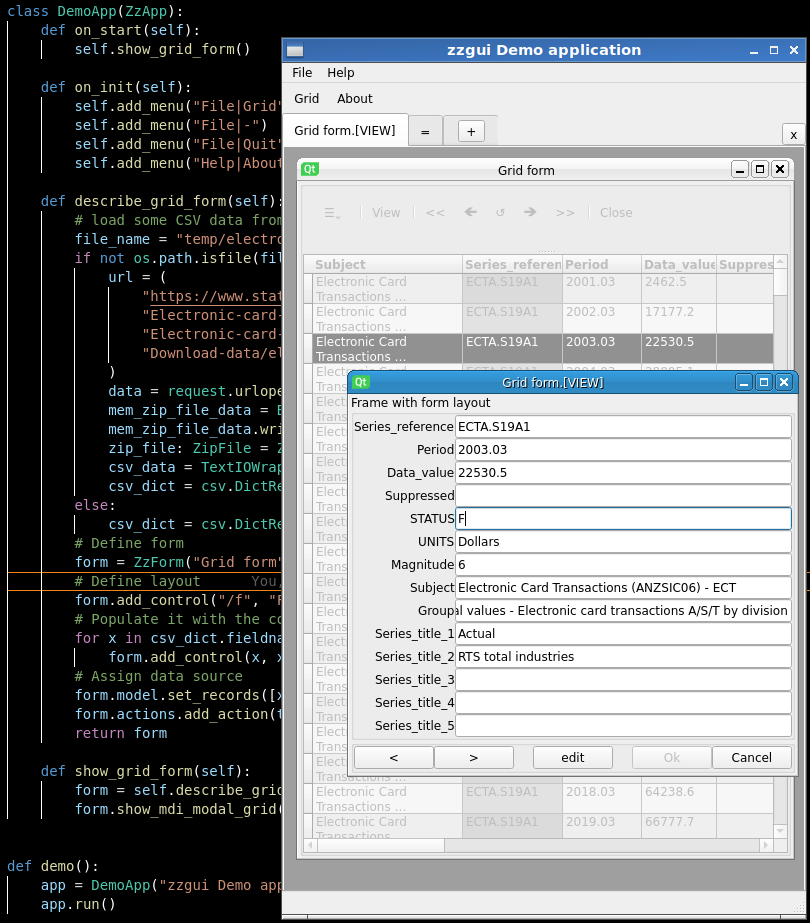 class DemoApp(ZzApp):
def on_start(self):
self.show_grid_form()
def on_init(self):
self.add_menu("File|Grid"
self.add_menu("File|-")
self.add_menu("File|Quit"
self.add_menu("Help|About
def describe_grid_form(self):
# load some CSV data from
file_name = "temp/electro
if not os.path.isfile(fil
url = (
"https://www.stat
"Electronic-card-
"Electronic-card-
"Download-data/el
)
data = request.urlope
mem_zip_file_data =
mem_zip_file_data.wri
zip_file: ZipFile = Z
csv_data = TextIOWrap
csv_dict = csv.DictRe
else:
csv_dict = csv.DictRe
# Define form
form = ZzForm("Grid form"
# Define layout You,
form.add_control("/f", "F
# Populate it with the co
for x in csv_dict.fieldna
form.add_control(x, x
# Assign data source
form.model.set_records([x
form.actions.add_action(t
return form
def show_grid_form(self):
form = self.describe_grid
form.show_mdi_modal_grid(
def demo():
app = DemoApp("zzgui Demo app
app.run()
zzgui Demo application
File Help
Grid About
Grid form.[VIEW] = + x
Qt Grid form
View << ↺ >> Close
Subject Series_referen Period Data_value Suppres
Electronic Card ECTA.S19A1 2001.03 2462.5
Transactions ...
Electronic Card ECTA.S19A1 2002.03 17177.2
Transactions ...
Electronic Card ECTA.S19A1 2003.03 22530.5
Transactions ...
Qt Grid form.[VIEW]
Frame with form layout
Series_reference ECTA.S19A1
Period 2003.03
Data_value 22530.5
Suppressed
STATUS F
UNITS Dollars
Magnitude 6
Subject Electronic Card Transactions (ANZSIC06) - ECT
Group al values - Electronic card transactions A/S/T by division
Series_title_1 Actual
Series_title_2 RTS total industries
Series_title_3
Series_title_4
Series_title_5
< > edit Ok Cancel
Electronic Card ECTA.S19A1 2018.03 64238.6
Transactions ...
Electronic Card ECTA.S19A1 2019.03 66777.7
Transactions